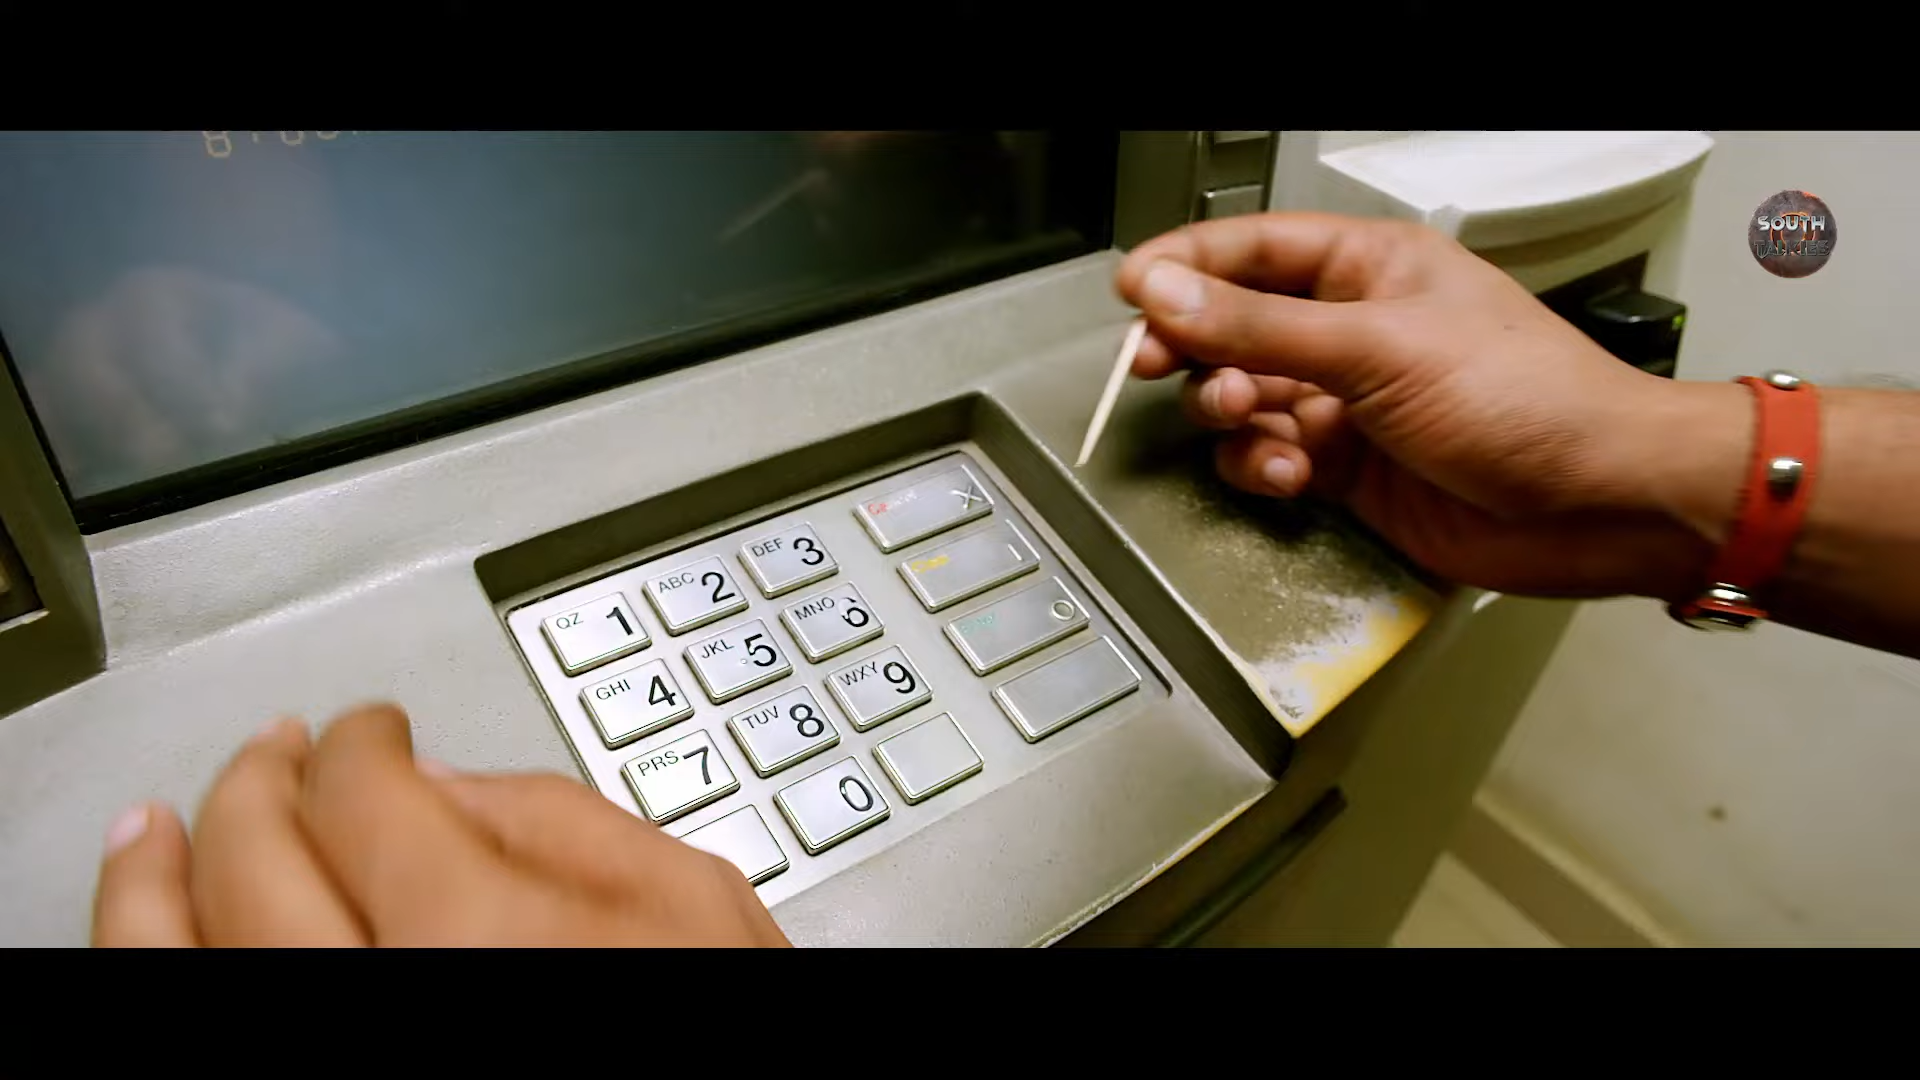 SOUTH
TALKIES
QZ 1
ABC 2
DEF 3
GHI 4
JKL 5
MNO 6
PRS 7
TUV 8
WXY 9
0